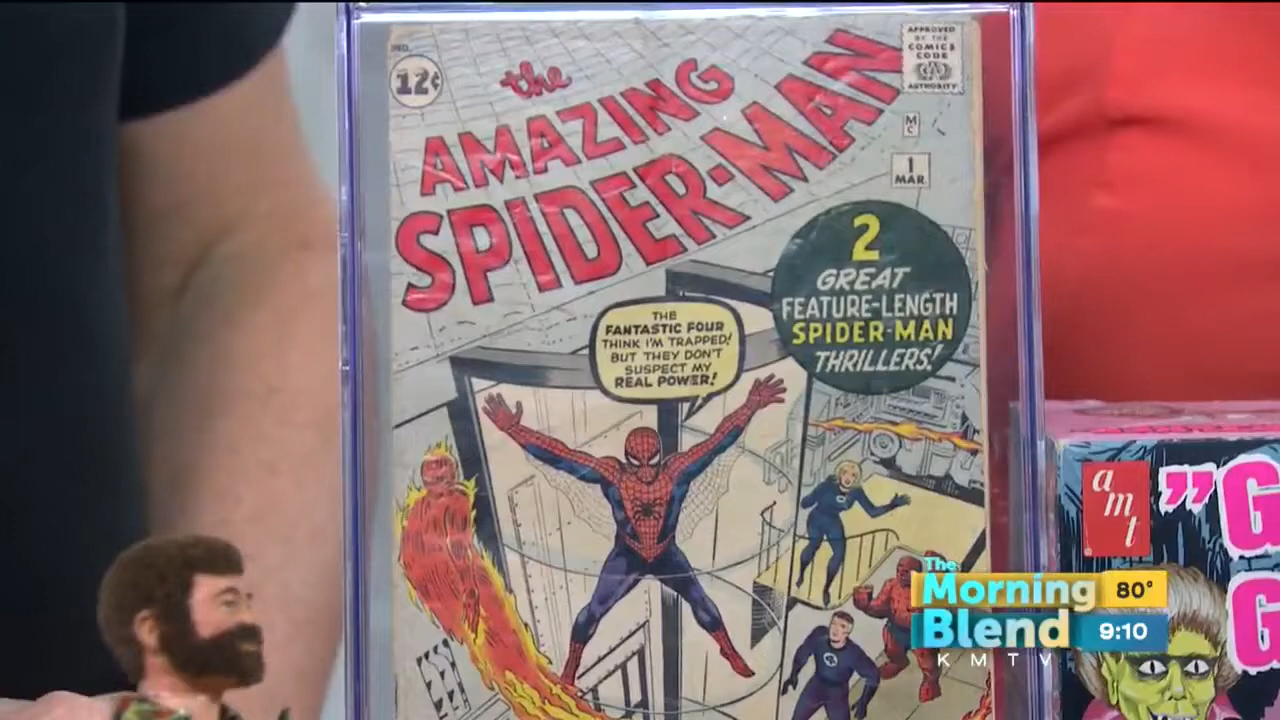 IND.
12¢
the
AMAZING
SPIDER-MAN
APPROVED
BY THE
COMICS
CODE
AUTHORITY
M
C
1
MAR.
2
GREAT
FEATURE-LENGTH
SPIDER-MAN
THRILLERS!
THE
FANTASTIC FOUR
THINK I'M TRAPPED!
BUT THEY DON'T
SUSPECT MY
REAL POWER!
amt
"G
G
The
Morning
Blend
80°
9:10
KMTV